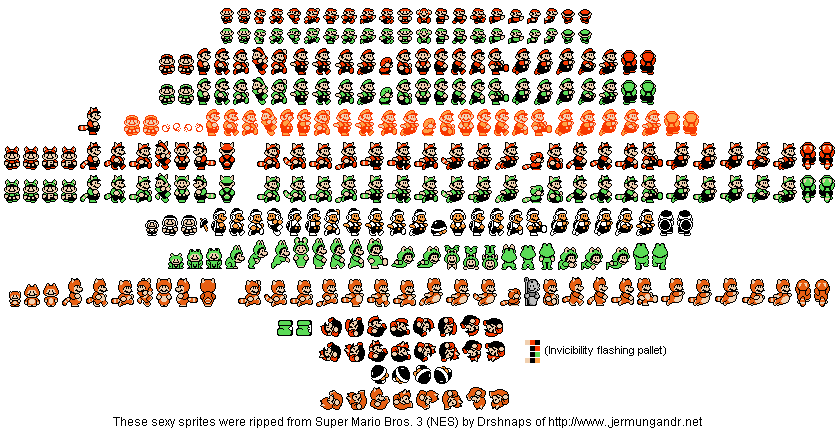 (Invicibility flashing pallet)
These sexy sprites were ripped from Super Mario Bros. 3 (NES) by Drshnaps of http://www.jermungandr.net